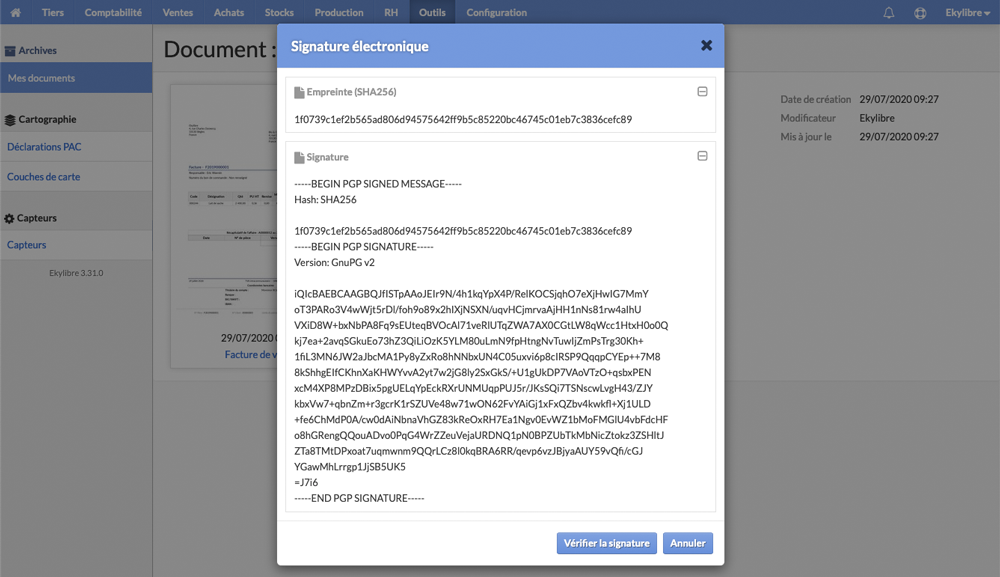 Tiers Comptabilité Ventes Achats Stocks Production RH Outils Configuration Ekylibre
Archives
Mes documents
Cartographie
Déclarations PAC
Couches de carte
Capteurs
Capteurs
Ekylibre 3.31.0
Document :
29/07/2020
Facture de v
Date de création 29/07/2020 09:27
Modificateur Ekylibre
Mis à jour le 29/07/2020 09:27
Signature électronique
Empreinte (SHA256)
1f0739c1ef2b565ad806d94575642ff9b5c85220bc46745c01eb7c3836cefc89
Signature
-----BEGIN PGP SIGNED MESSAGE-----
Hash: SHA256
1f0739c1ef2b565ad806d94575642ff9b5c85220bc46745c01eb7c3836cefc89
-----BEGIN PGP SIGNATURE-----
Version: GnuPG v2
iQIcBAEBCAAGBQJfISTpAAoJEIr9N/4h1kqYpX4P/RelKOCSjqhO7eXjHwIG7MmY
oT3PARo3V4wWjt5rDl/foh9o89x2hIXjNSXN/uqvHCjmrvaAjHH1nNs81rw4aIhU
VXiD8W+bxNbPA8Fq9sEUteqBVOcAl71veRlUTqZWA7AX0CGtLW8qWcc1HtxH0o0Q
kj7ea+2avqSGkuEo73hZ3QiLiOzK5YLM80uLmN9fpHtngNvTuwIjZmPsTrg30Kh+
1fiL3MN6JW2aJbcMA1Py8yZxRo8hNNbxUN4C05uxvi6p8cIRSP9QqqpCYEp++7M8
8kShhgEIfCKhnXaKHWYvvA2yt7w2jG8ly2SxGkS/+U1gUkDP7VAoVTzO+qsbxPEN
xcM4XP8MPzDBix5pgUELqYpEckRXrUNMUqpPUJ5r/JKsSQi7TSNscwLvgH43/ZJY
kbxVw7+qbnZm+r3gcrK1rSZUVe48w71wON62FvYAiGj1xFxQZbv4kwkfl+Xj1ULD
+fe6ChMdP0A/cw0dAiNbnaVhGZ83kReOxRH7Ea1Ngv0EvWZ1bMoFMGlU4vbFdcHF
o8hGRengQQouADvo0PqG4WrZZeuVejaURDNQ1pN0BPZUbTkMbNicZtokz3ZSHItJ
ZTa8TMtDPxoat7uqmwnm9QQrLCz8l0kqBRA6RR/qevp6vzJBjyaAUY59vQfi/cGJ
YGawMhLrrgp1JjSB5UK5
=J7i6
-----END PGP SIGNATURE-----
Vérifier la signature Annuler